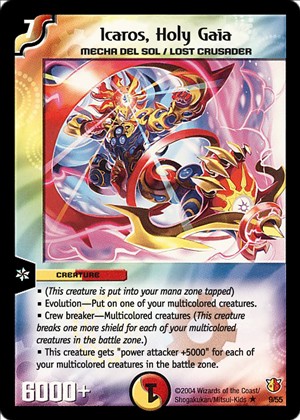 7
Icaros, Holy Gaia
MECHA DEL SOL / LOST CRUSADER
CREATURE
▪ (This creature is put into your mana zone tapped)
▪ Evolution—Put on one of your multicolored creatures.
▪ Crew breaker—Multicolored creatures (This creature
breaks one more shield for each of your multicolored
creatures in the battle zone.)
▪ This creature gets "power attacker +5000" for each of
your multicolored creatures in the battle zone.
6000+
1
©2004 Wizards of the Coast/
Shogakukan/Mitsui-Kids ★ 9/55